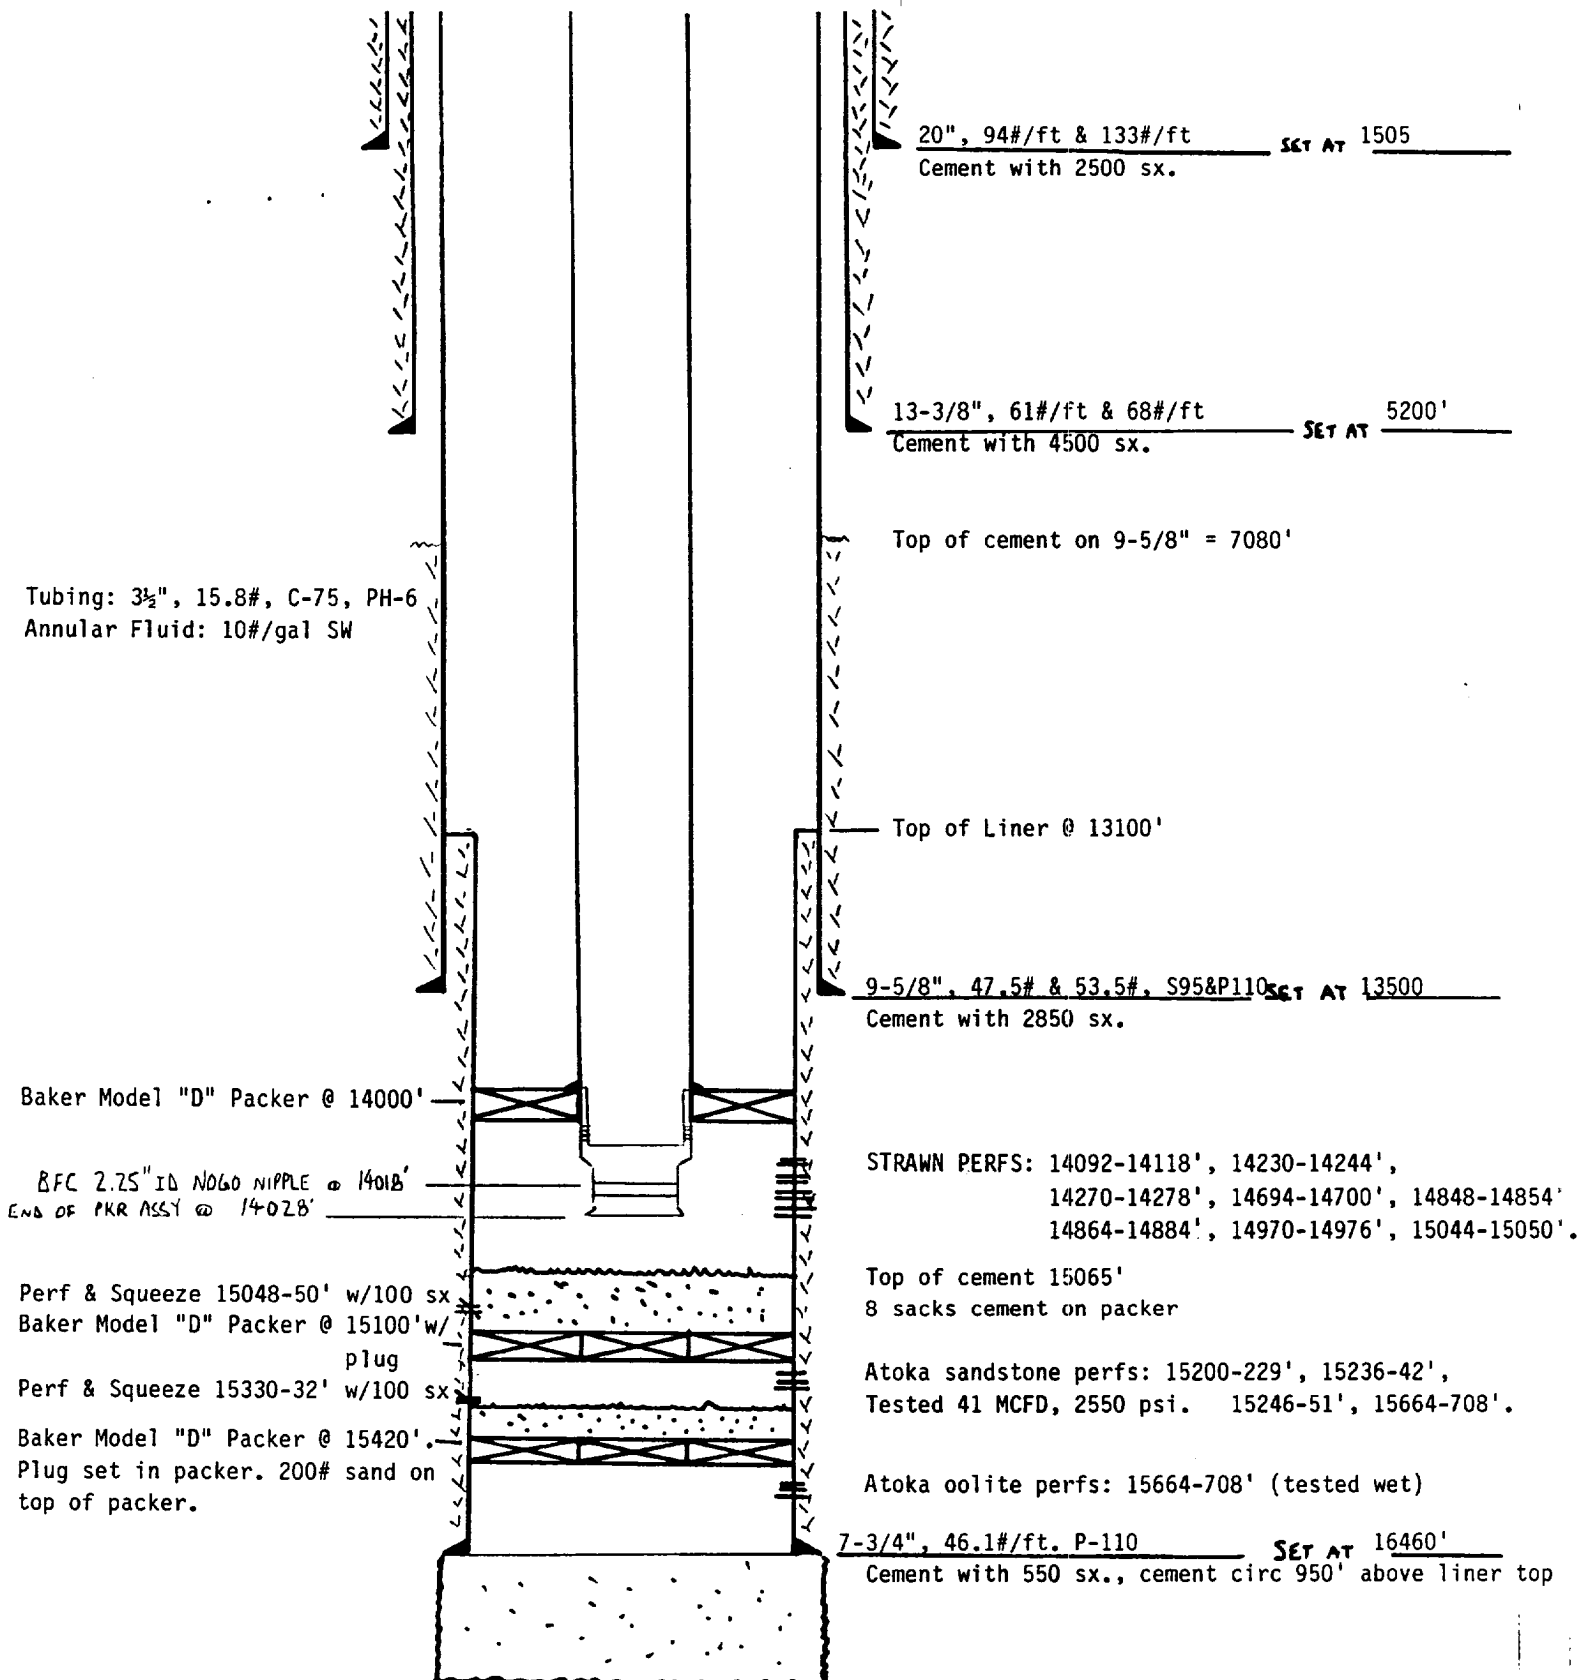 20", 94#/ft & 133#/ft SET AT 1505
Cement with 2500 sx.
13-3/8", 61#/ft & 68#/ft SET AT 5200'
Cement with 4500 sx.
Top of cement on 9-5/8" = 7080'
Tubing: 3½", 15.8#, C-75, PH-6
Annular Fluid: 10#/gal SW
Top of Liner @ 13100'
9-5/8", 47.5# & 53.5#, S95&P110 SET AT 13500
Cement with 2850 sx.
Baker Model "D" Packer @ 14000'
BFC 2.25" ID NOGO NIPPLE @ 14018'
END OF PKR ASSY @ 14028'
STRAWN PERFS: 14092-14118', 14230-14244',
14270-14278', 14694-14700', 14848-14854'
14864-14884', 14970-14976', 15044-15050'.
Top of cement 15065'
8 sacks cement on packer
Perf & Squeeze 15048-50' w/100 sx
Baker Model "D" Packer @ 15100'w/
plug
Perf & Squeeze 15330-32' w/100 sx
Baker Model "D" Packer @ 15420'.
Plug set in packer. 200# sand on
top of packer.
Atoka sandstone perfs: 15200-229', 15236-42',
Tested 41 MCFD, 2550 psi. 15246-51', 15664-708'.
Atoka oolite perfs: 15664-708' (tested wet)
7-3/4", 46.1#/ft. P-110 SET AT 16460'
Cement with 550 sx., cement circ 950' above liner top